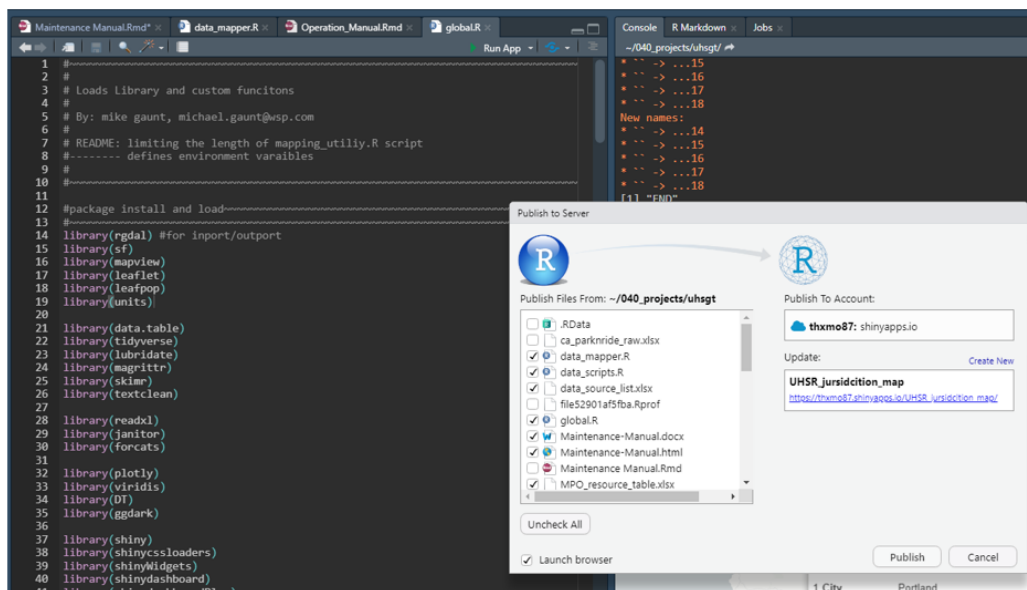 Maintenance Manual.Rmd* × data_mapper.R × Operation_Manual.Rmd × global.R ×
Run App
1 #~~~~~~~~~~~~~~~~~~~~~~~~~~~~~~~~~~~~~~~~~~~~~~~~~~~~~~~~~~~~~~~
2 #
3 # Loads Library and custom funcitons
4 #
5 # By: mike gaunt, michael.gaunt@wsp.com
6 #
7 # README: limiting the length of mapping_utiliy.R script
8 #-------- defines environment varaibles
9 #
10 #~~~~~~~~~~~~~~~~~~~~~~~~~~~~~~~~~~~~~~~~~~~~~~~~~~~~~~~~~~~~~~~
11
12 #package install and load~~~~~~~~~~~~~~~~~~~~~~~~~~~~~~~~~~~~~~~
13 #~~~~~~~~~~~~~~~~~~~~~~~~~~~~~~~~~~~~~~~~~~~~~~~~~~~~~~~~~~~~~~~
14 library(rgdal) #for inport/outport
15 library(sf)
16 library(mapview)
17 library(leaflet)
18 library(leafpop)
19 library(units)
20
21 library(data.table)
22 library(tidyverse)
23 library(lubridate)
24 library(magrittr)
25 library(skimr)
26 library(textclean)
27
28 library(readxl)
29 library(janitor)
30 library(forcats)
31
32 library(plotly)
33 library(viridis)
34 library(DT)
35 library(ggdark)
36
37 library(shiny)
38 library(shinycssloaders)
39 library(shinyWidgets)
40 library(shinydashboard)
Console R Markdown × Jobs ×
~/040_projects/uhsgt/
* `` -> ...15
* `` -> ...16
* `` -> ...17
* `` -> ...18
New names:
* `` -> ...14
* `` -> ...15
* `` -> ...16
* `` -> ...17
* `` -> ...18
[1] "END"
Publish to Server
R
R
Publish Files From: ~/040_projects/uhsgt
.RData
ca_parknride_raw.xlsx
data_mapper.R
data_scripts.R
data_source_list.xlsx
file52901af5fba.Rprof
global.R
Maintenance-Manual.docx
Maintenance-Manual.html
Maintenance Manual.Rmd
MPO_resource_table.xlsx
Uncheck All
Launch browser
Publish To Account:
thxmo87: shinyapps.io
Update: Create New
UHSR_jursidcition_map
https://thxmo87.shinyapps.io/UHSR_jursidcition_map/
Publish Cancel
1 City Portland